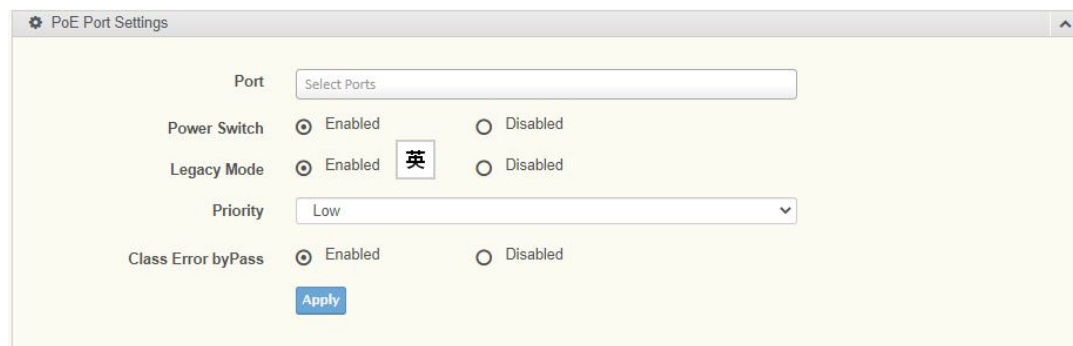 PoE Port Settings
Port Select Ports
Power Switch Enabled Disabled
Legacy Mode Enabled 英 Disabled
Priority Low
Class Error byPass Enabled Disabled
Apply